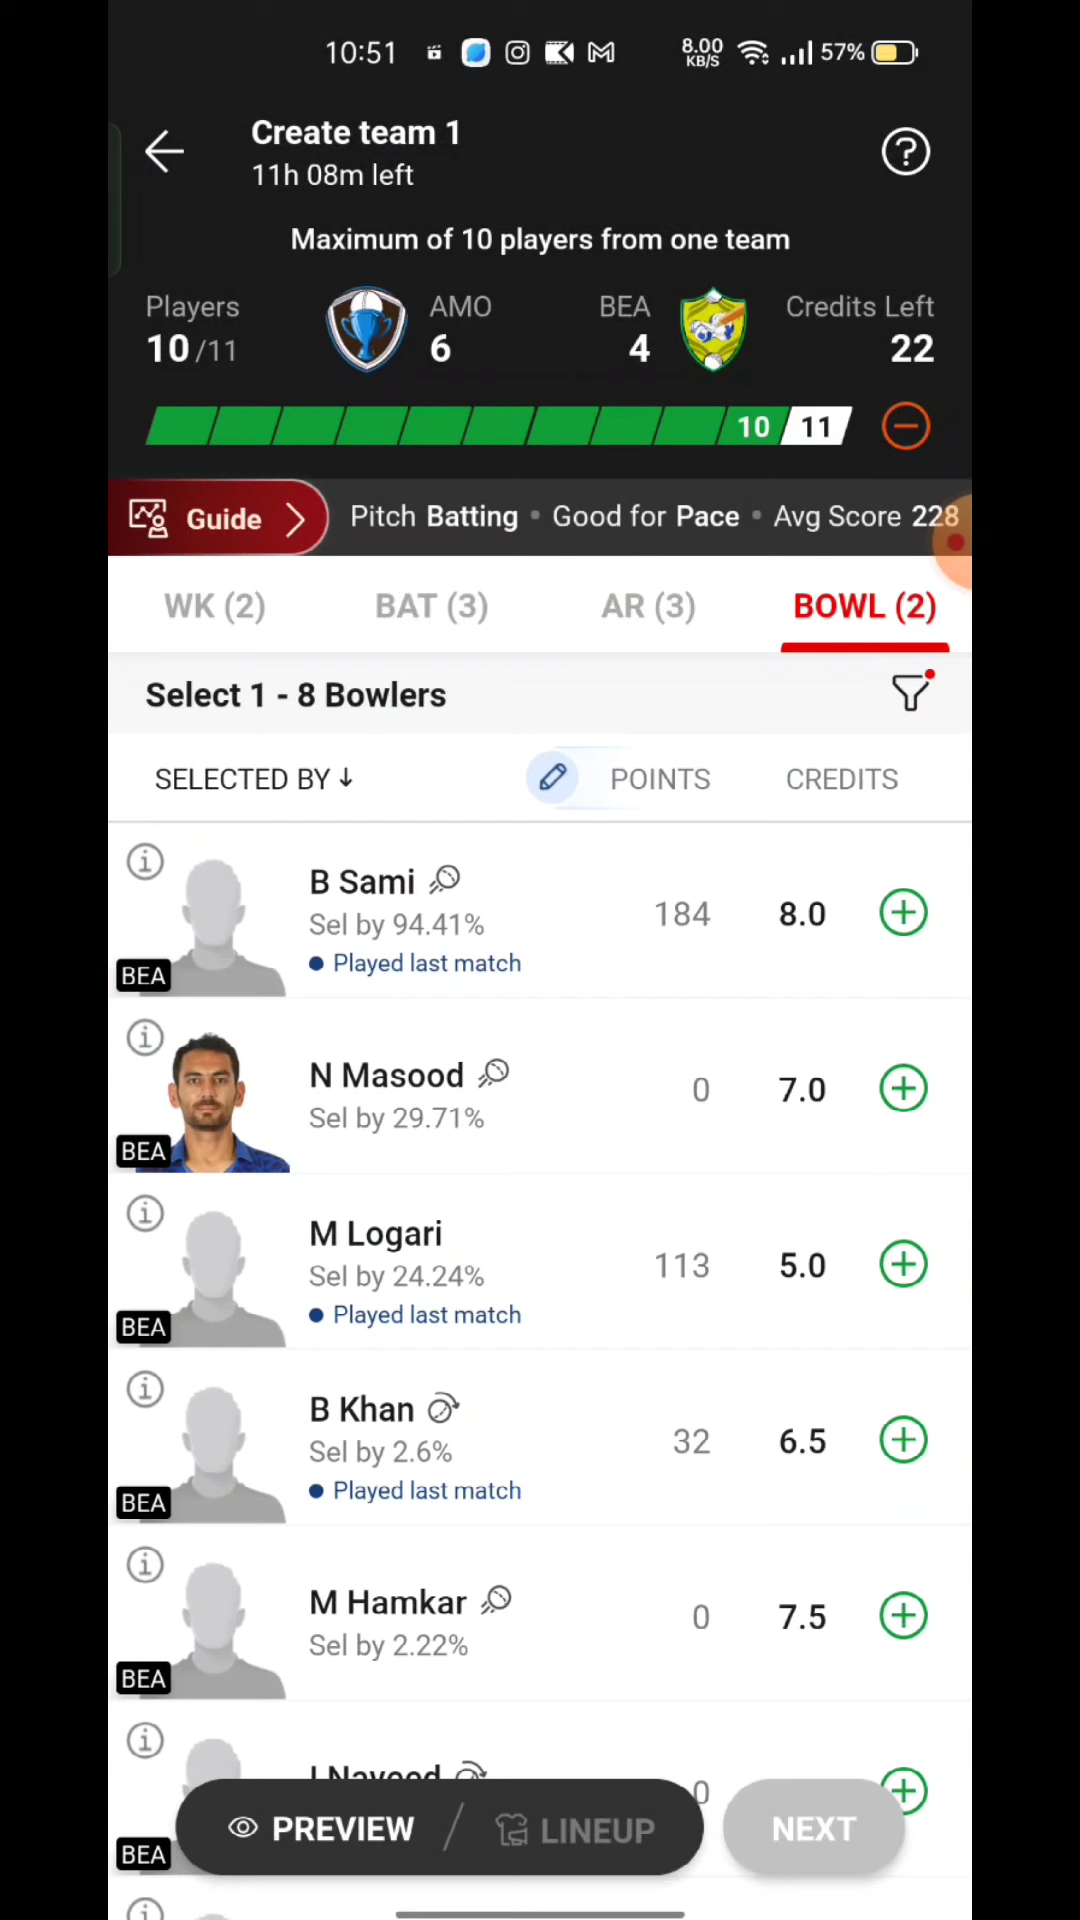 10:51 8.00 KB/S 57%
Create team 1
11h 08m left
Maximum of 10 players from one team
Players AMO BEA Credits Left
10/11 6 4 22
10 11
Guide Pitch Batting • Good for Pace • Avg Score 228
WK (2) BAT (3) AR (3) BOWL (2)
Select 1 - 8 Bowlers
SELECTED BY ↓ POINTS CREDITS
B Sami
Sel by 94.41% 184 8.0
Played last match
BEA
N Masood
Sel by 29.71% 0 7.0
BEA
M Logari
Sel by 24.24% 113 5.0
Played last match
BEA
B Khan
Sel by 2.6% 32 6.5
Played last match
BEA
M Hamkar
Sel by 2.22% 0 7.5
BEA
Naveed 0
PREVIEW / LINEUP NEXT
BEA